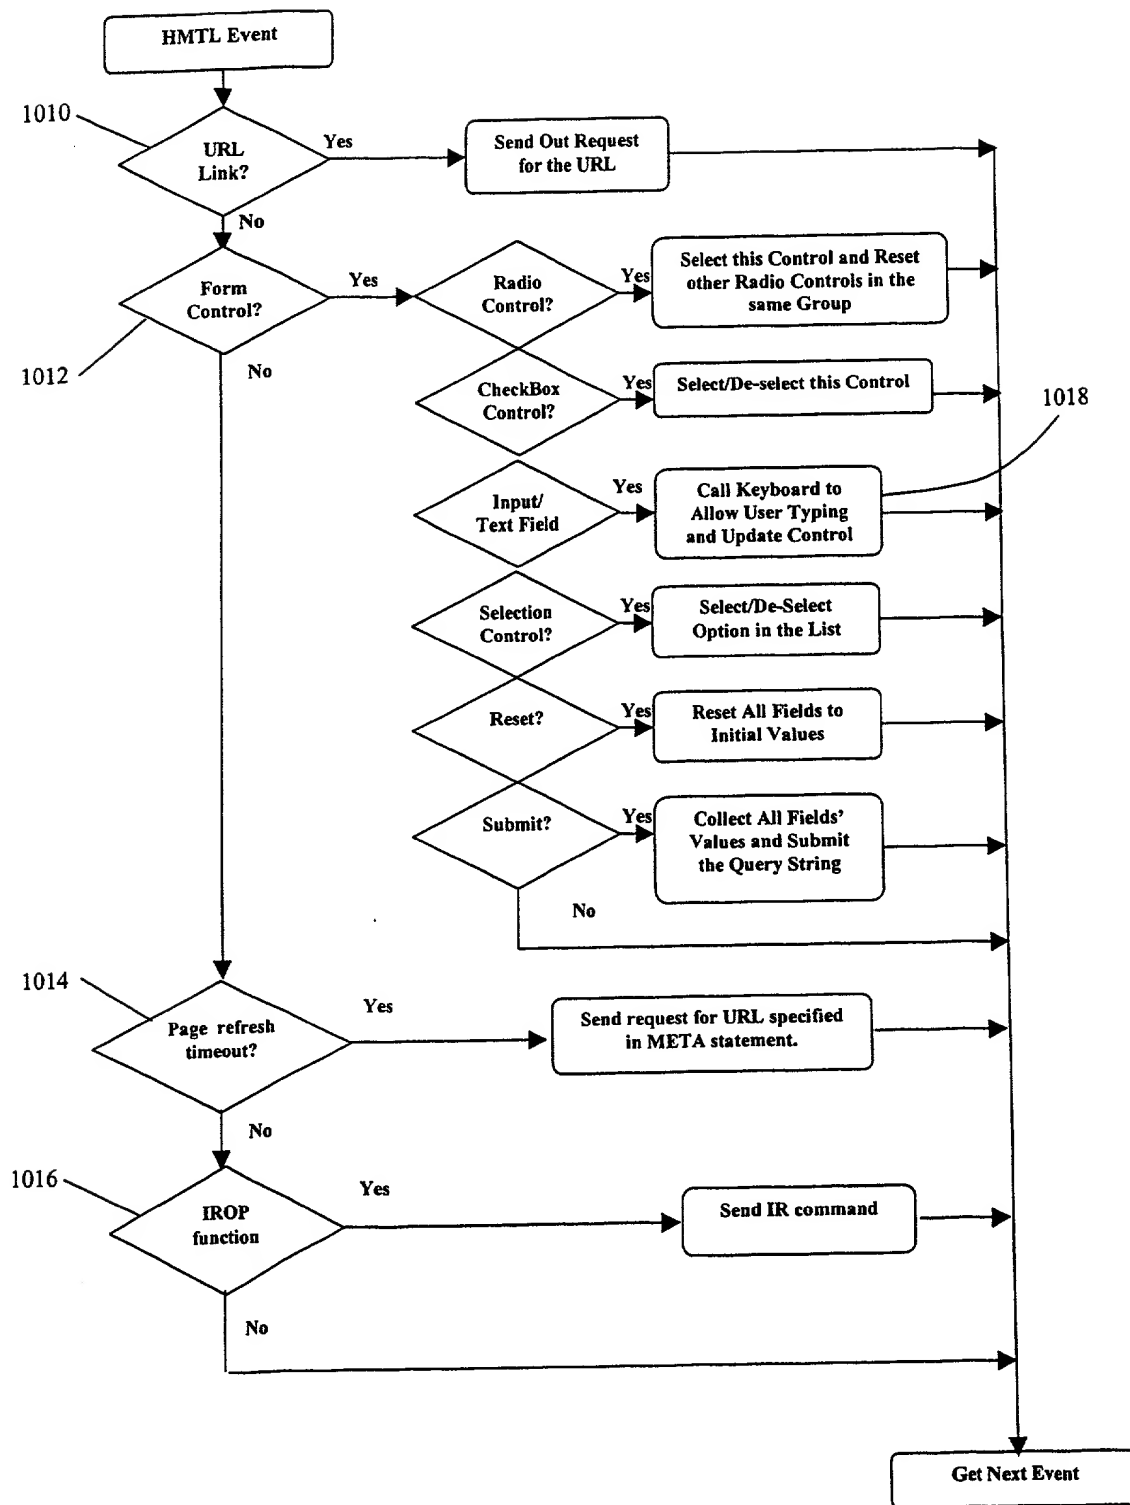 HMTL Event
1010
URL
Link?
Yes
Send Out Request
for the URL
No
Form
Control?
Yes
1012
No
Radio
Control?
Yes
Select this Control and Reset
other Radio Controls in the
same Group
CheckBox
Control?
Yes
Select/De-select this Control
1018
Input/
Text Field
Yes
Call Keyboard to
Allow User Typing
and Update Control
Selection
Control?
Yes
Select/De-Select
Option in the List
Reset?
Yes
Reset All Fields to
Initial Values
Submit?
Yes
Collect All Fields'
Values and Submit
the Query String
No
1014
Page refresh
timeout?
Yes
Send request for URL specified
in META statement.
No
1016
IROP
function
Yes
Send IR command
No
Get Next Event